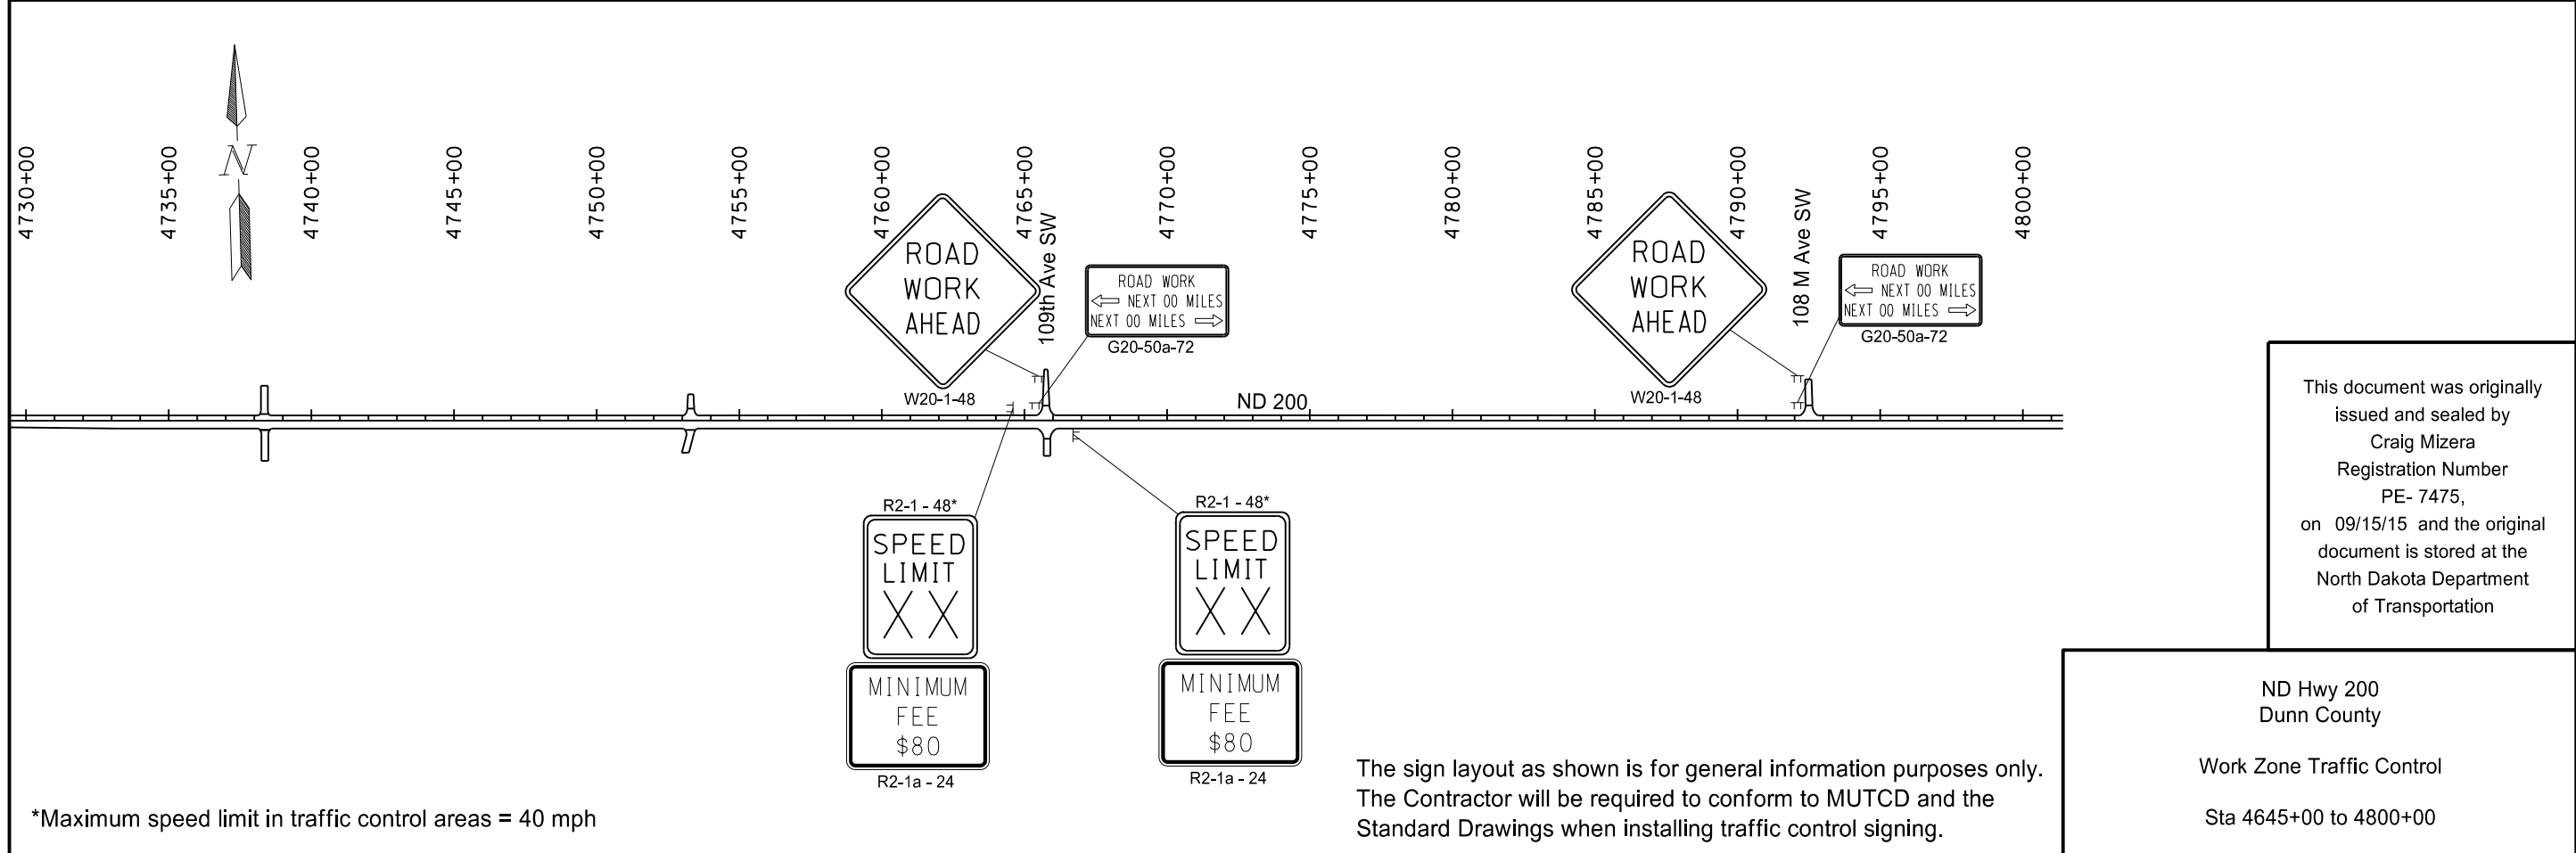 4730+00
4735+00
N
4740+00
4745+00
4750+00
4755+00
4760+00
4765+00
4770+00
4775+00
4780+00
4785+00
4790+00
4795+00
4800+00
ROAD
WORK
AHEAD
W20-1-48
109th Ave SW
ROAD WORK
NEXT 00 MILES
NEXT 00 MILES
G20-50a-72
ROAD
WORK
AHEAD
W20-1-48
108 M Ave SW
ROAD WORK
NEXT 00 MILES
NEXT 00 MILES
G20-50a-72
ND 200
R2-1 - 48*
SPEED
LIMIT
XX
MINIMUM
FEE
$80
R2-1a - 24
R2-1 - 48*
SPEED
LIMIT
XX
MINIMUM
FEE
$80
R2-1a - 24
*Maximum speed limit in traffic control areas = 40 mph
The sign layout as shown is for general information purposes only.
The Contractor will be required to conform to MUTCD and the
Standard Drawings when installing traffic control signing.
This document was originally
issued and sealed by
Craig Mizera
Registration Number
PE- 7475,
on 09/15/15 and the original
document is stored at the
North Dakota Department
of Transportation
ND Hwy 200
Dunn County
Work Zone Traffic Control
Sta 4645+00 to 4800+00